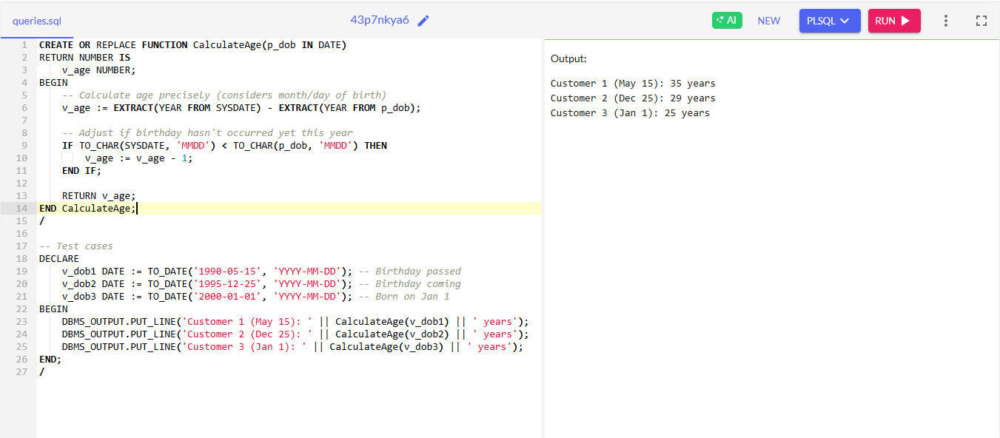 queries.sql
43p7nkya6
AI
NEW
PLSQL
RUN
1 CREATE OR REPLACE FUNCTION CalculateAge(p_dob IN DATE)
2 RETURN NUMBER IS
3     v_age NUMBER;
4 BEGIN
5     -- Calculate age precisely (considers month/day of birth)
6     v_age := EXTRACT(YEAR FROM SYSDATE) - EXTRACT(YEAR FROM p_dob);
7
8     -- Adjust if birthday hasn't occurred yet this year
9     IF TO_CHAR(SYSDATE, 'MMDD') < TO_CHAR(p_dob, 'MMDD') THEN
10         v_age := v_age - 1;
11     END IF;
12
13     RETURN v_age;
14 END CalculateAge;
15 /
16
17 -- Test cases
18 DECLARE
19     v_dob1 DATE := TO_DATE('1990-05-15', 'YYYY-MM-DD'); -- Birthday passed
20     v_dob2 DATE := TO_DATE('1995-12-25', 'YYYY-MM-DD'); -- Birthday coming
21     v_dob3 DATE := TO_DATE('2000-01-01', 'YYYY-MM-DD'); -- Born on Jan 1
22 BEGIN
23     DBMS_OUTPUT.PUT_LINE('Customer 1 (May 15): ' || CalculateAge(v_dob1) || ' years');
24     DBMS_OUTPUT.PUT_LINE('Customer 2 (Dec 25): ' || CalculateAge(v_dob2) || ' years');
25     DBMS_OUTPUT.PUT_LINE('Customer 3 (Jan 1): ' || CalculateAge(v_dob3) || ' years');
26 END;
27 /
Output:
Customer 1 (May 15): 35 years
Customer 2 (Dec 25): 29 years
Customer 3 (Jan 1): 25 years